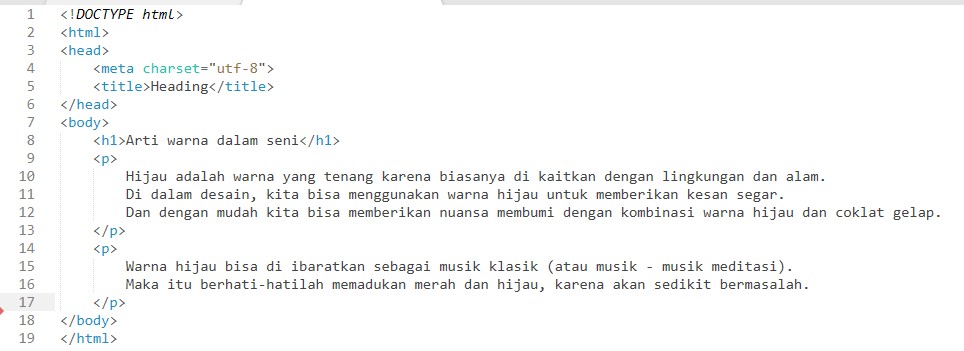 1 <!DOCTYPE html>
2 <html>
3 <head>
4 <meta charset="utf-8">
5 <title>Heading</title>
6 </head>
7 <body>
8 <h1>Arti warna dalam seni</h1>
9 <p>
10 Hijau adalah warna yang tenang karena biasanya di kaitkan dengan lingkungan dan alam.
11 Di dalam desain, kita bisa menggunakan warna hijau untuk memberikan kesan segar.
12 Dan dengan mudah kita bisa memberikan nuansa membumi dengan kombinasi warna hijau dan coklat gelap.
13 </p>
14 <p>
15 Warna hijau bisa di ibaratkan sebagai musik klasik (atau musik - musik meditasi).
16 Maka itu berhati-hatilah memadukan merah dan hijau, karena akan sedikit bermasalah.
17 </p>
18 </body>
19 </html>